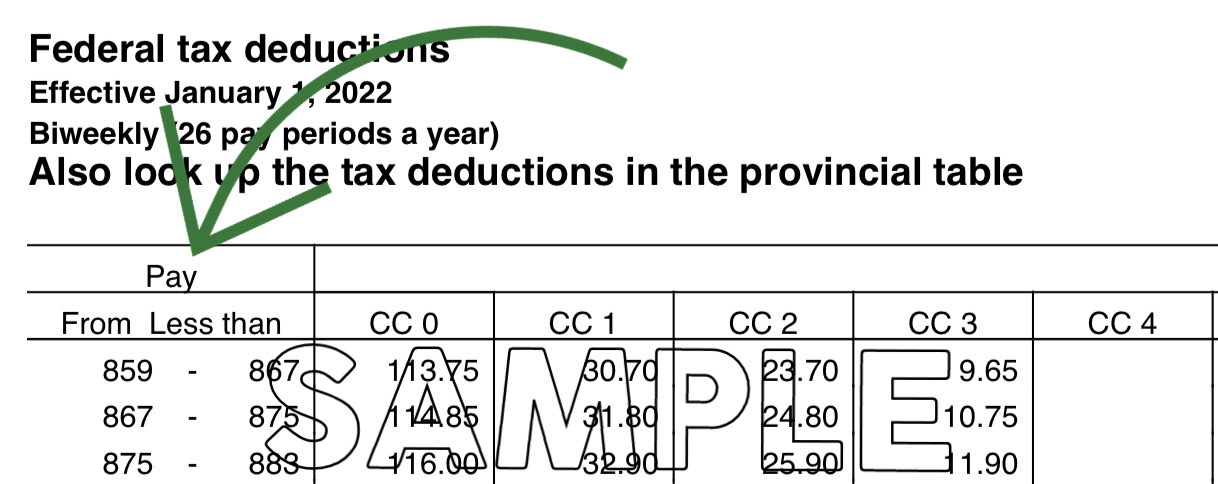 Federal tax deductions
Effective January 1, 2022
Biweekly (26 pay periods a year)
Also look up the tax deductions in the provincial table
Pay
From Less than CC 0 CC 1 CC 2 CC 3 CC 4
859 - 867 113.75 30.70 23.70 9.65
867 - 875 114.85 31.80 24.80 10.75
875 - 883 116.00 32.90 25.90 11.90
SAMPLE